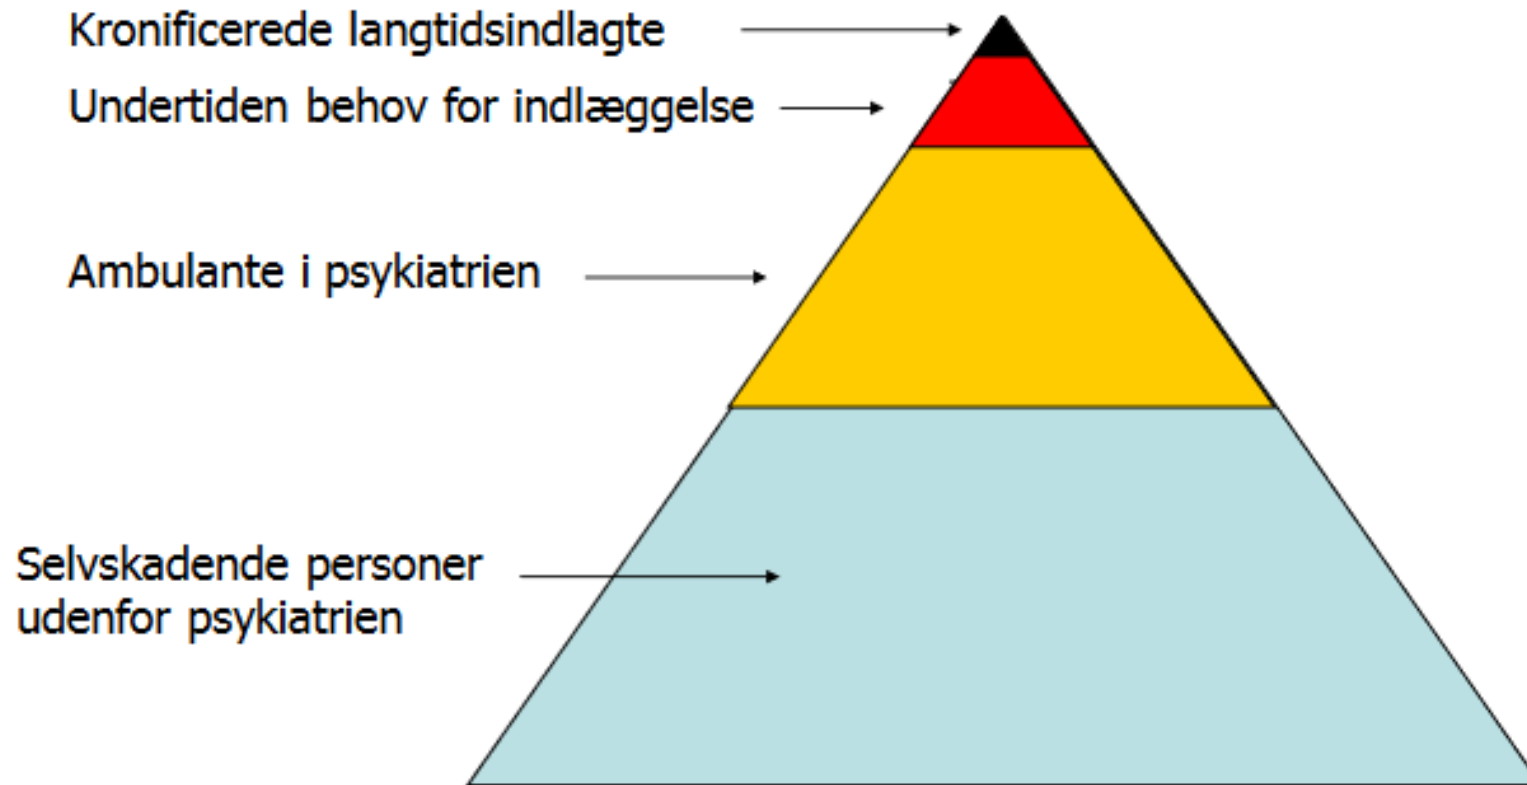 Kronificerede langtidsindlagte
Undertiden behov for indlæggelse
Ambulante i psykiatrien
Selvskadende personer
udenfor psykiatrien